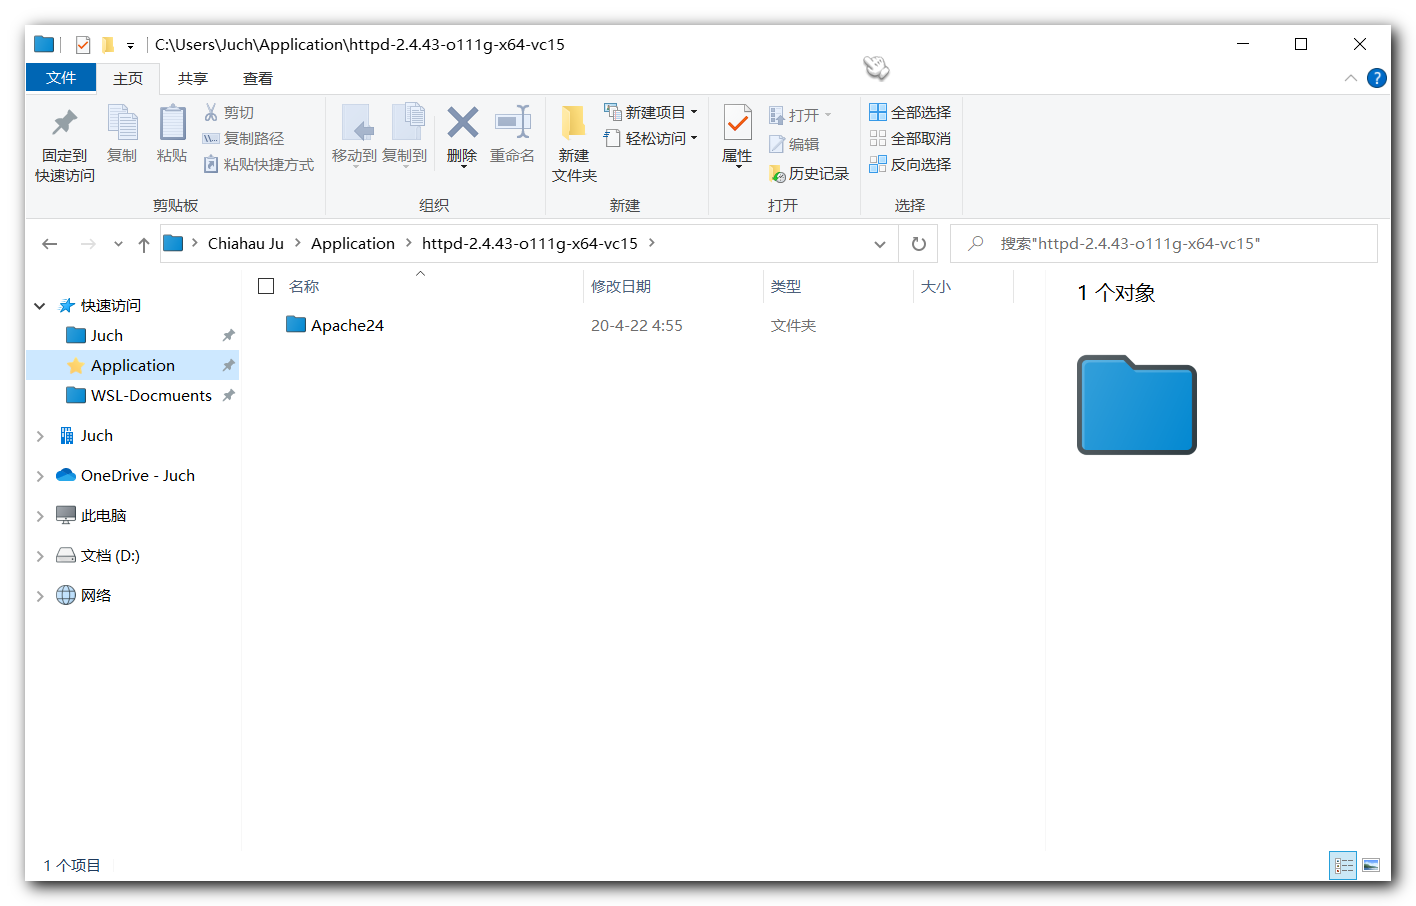 C:\Users\Juch\Application\httpd-2.4.43-o111g-x64-vc15
文件 主页 共享 查看
固定到
快速访问
复制
粘贴
剪切
复制路径
粘贴快捷方式
剪贴板
移动到
复制到
删除
重命名
组织
新建
文件夹
新建项目
轻松访问
新建
属性
打开
编辑
历史记录
打开
全部选择
全部取消
反向选择
选择
Chiahau Ju > Application > httpd-2.4.43-o111g-x64-vc15 >
搜索"httpd-2.4.43-o111g-x64-vc15"
快速访问
Juch
Application
WSL-Docmuents
Juch
OneDrive - Juch
此电脑
文档 (D:)
网络
名称 修改日期 类型 大小
Apache24 20-4-22 4:55 文件夹
1 个对象
1 个项目